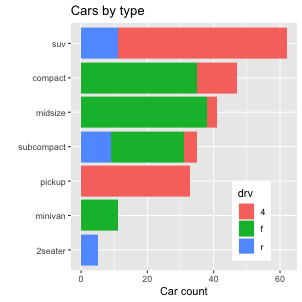 Cars by type
suv
compact
midsize
subcompact
pickup
minivan
2seater
drv
4
f
r
0
20
40
60
Car count